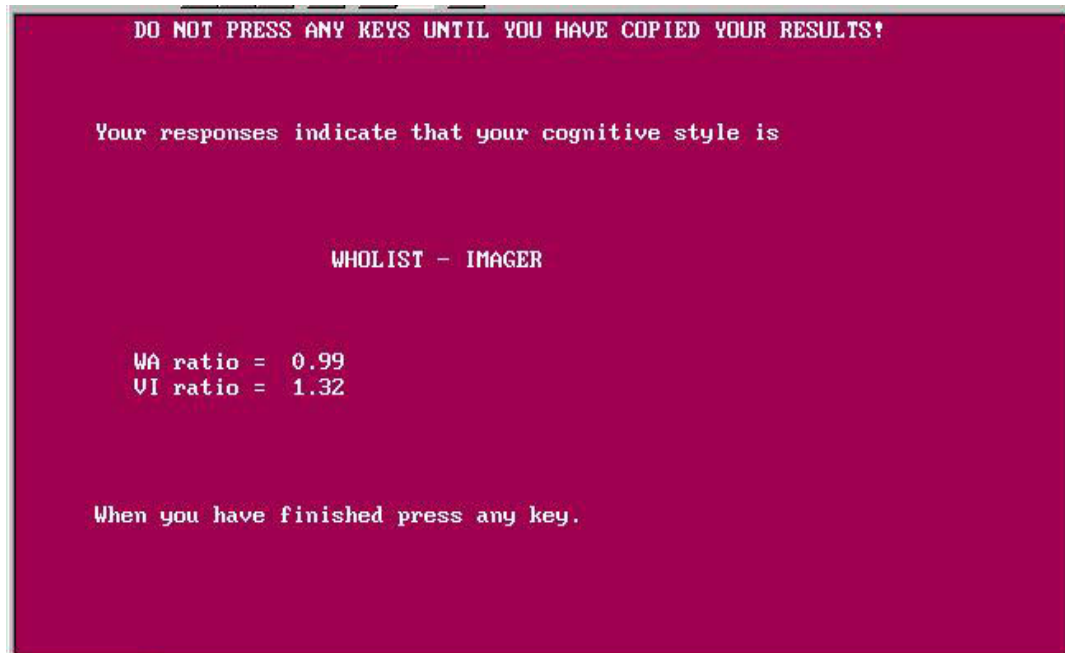 DO NOT PRESS ANY KEYS UNTIL YOU HAVE COPIED YOUR RESULTS!
Your responses indicate that your cognitive style is
WHOLIST - IMAGER
WA ratio = 0.99
VI ratio = 1.32
When you have finished press any key.